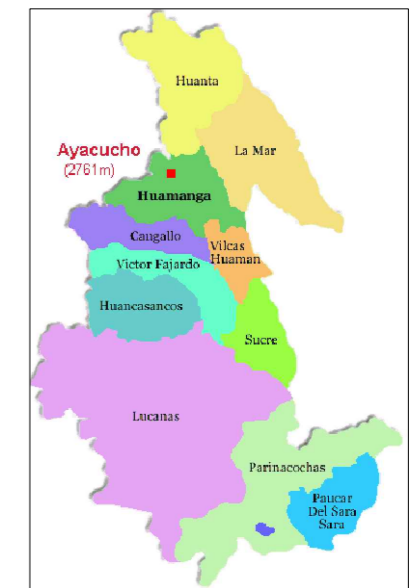 Huanta
La Mar
Ayacucho
(2761m)
Huamanga
Cangallo
Vilcas
Huaman
Victor Fajardo
Huancasancos
Sucre
Lucanas
Parinacochas
Paucar
Del Sara
Sara